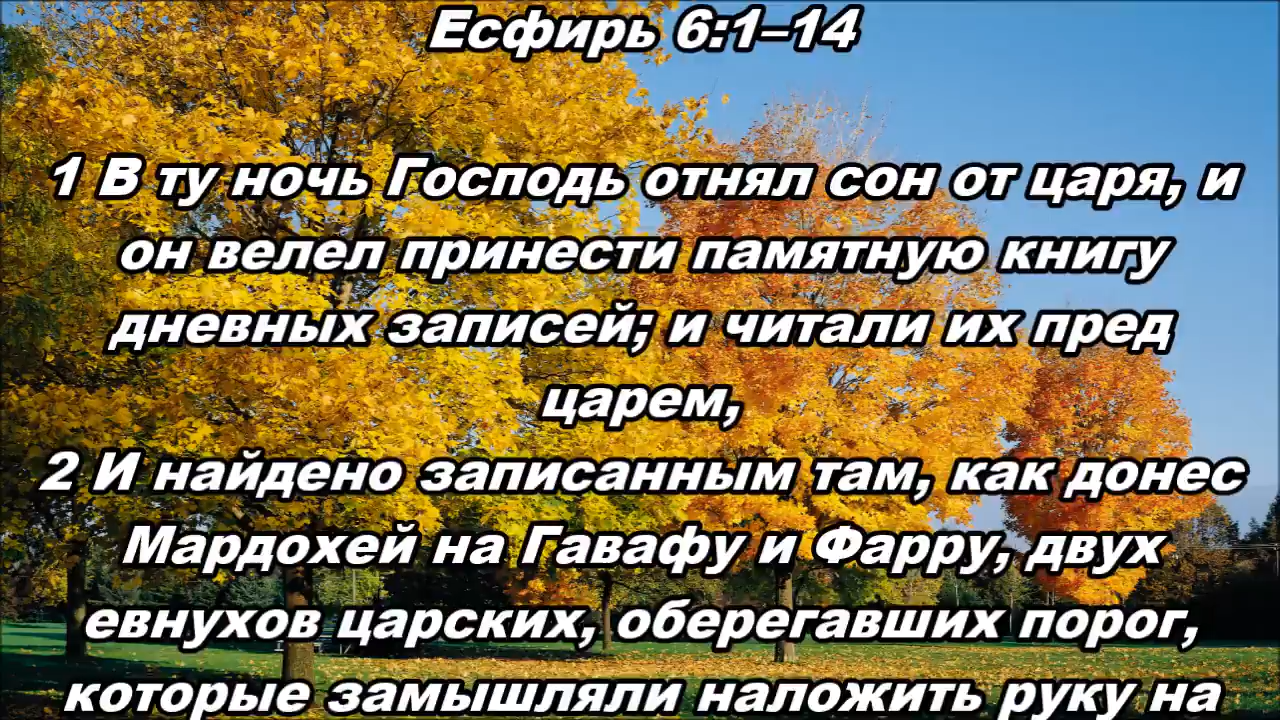 Есфирь 6:1–14
1 В ту ночь Господь отнял сон от царя, и
он велел принести памятную книгу
дневных записей; и читали их пред
царем,
2 И найдено записанным там, как донес
Мардохей на Гавафу и Фарру, двух
евнухов царских, оберегавших порог,
которые замышляли наложить руку на